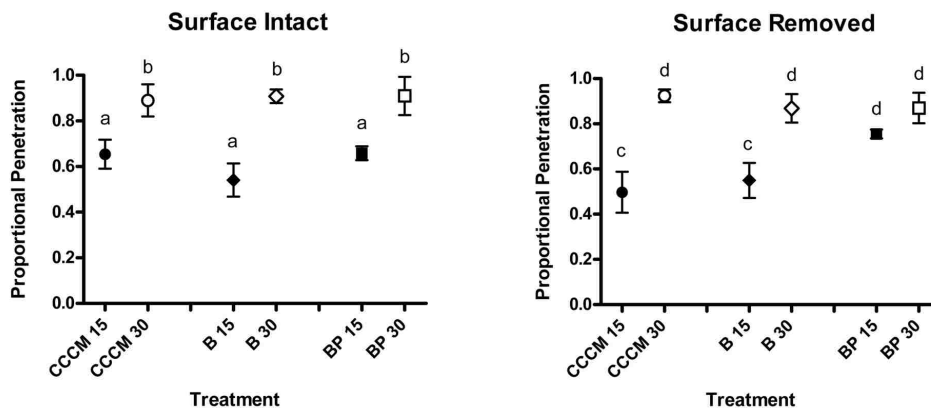 Surface Intact
Proportional Penetration
1.0
0.8
0.6
0.4
0.2
0.0
a
b
a
b
a
b
CCCM 15
CCCM 30
B 15
B 30
BP 15
BP 30
Treatment
Surface Removed
Proportional Penetration
1.0
0.8
0.6
0.4
0.2
0.0
c
d
c
d
d
d
CCCM 15
CCCM 30
B 15
B 30
BP 15
BP 30
Treatment